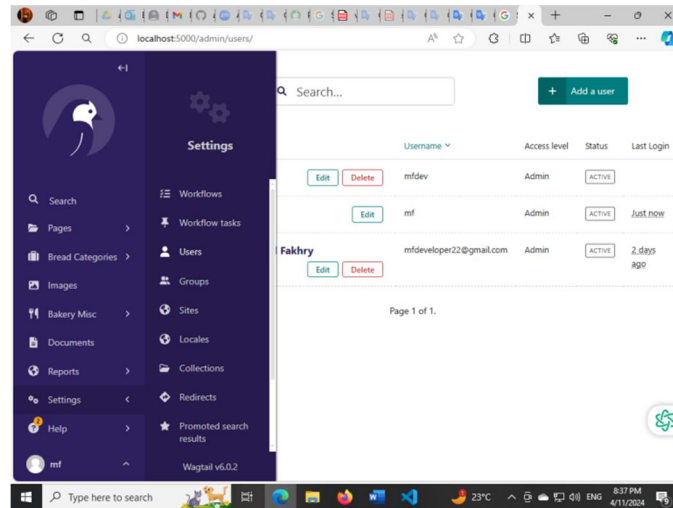 localhost:5000/admin/users/
Search...
Add a user
Settings
Username
Access level
Status
Last Login
Edit
Delete
mfdev
Admin
ACTIVE
Edit
mf
Admin
ACTIVE
Just now
Fakhry
Edit
Delete
mfdeveloper22@gmail.com
Admin
ACTIVE
2 days
ago
Page 1 of 1.
Search
Pages
Bread Categories
Images
Bakery Misc
Documents
Reports
Settings
Help
mf
Workflows
Workflow tasks
Users
Groups
Sites
Locales
Collections
Redirects
Promoted search
results
Wagtail v6.0.2
Type here to search
23°C
ENG
8:37 PM
4/11/2024